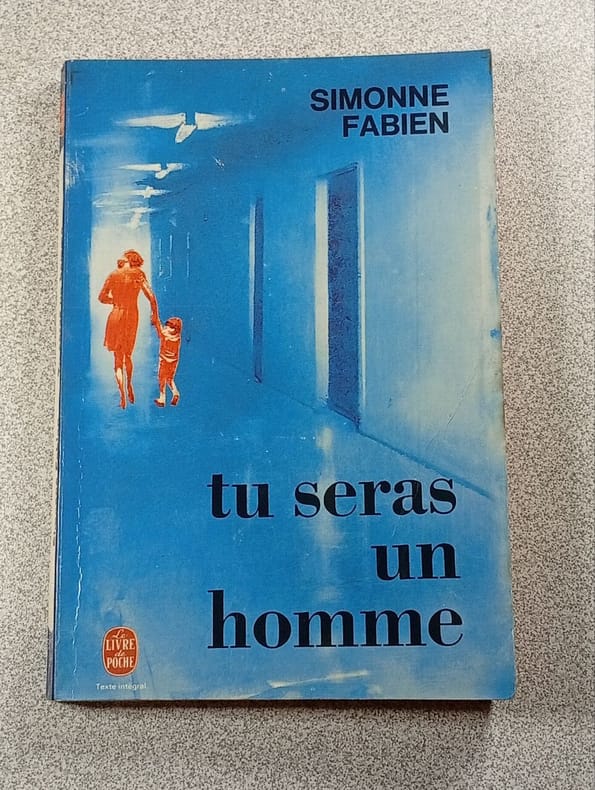 SIMONNE
FABIEN
tu seras
un
homme
Le
LIVRE
de
POCHE
Texte intégral